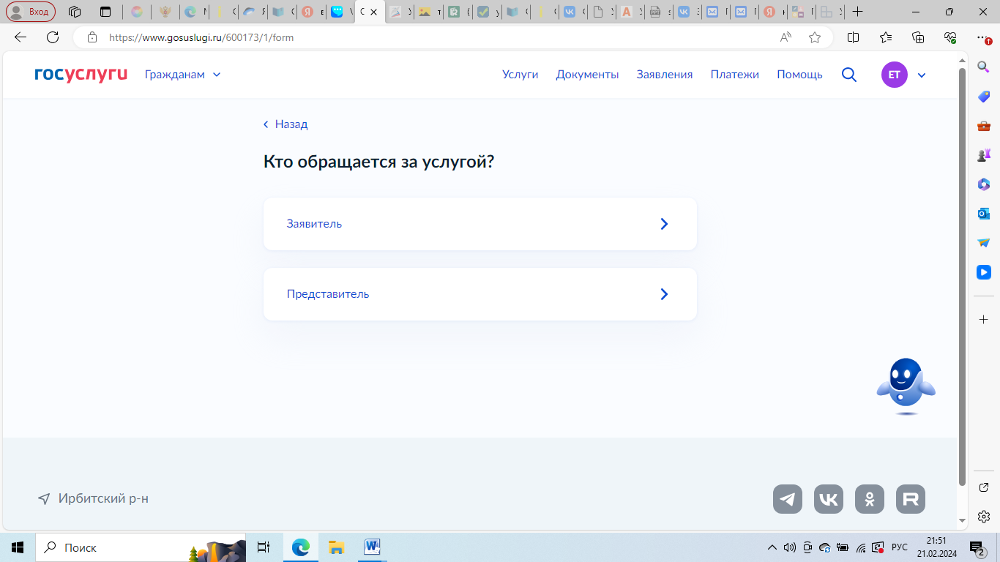 Вход
https://www.gosuslugi.ru/600173/1/form
госуслуги
Гражданам
Услуги
Документы
Заявления
Платежи
Помощь
ЕТ
Назад
Кто обращается за услугой?
Заявитель
Представитель
Ирбитский р-н
Поиск
РУС
21:51
21.02.2024
2